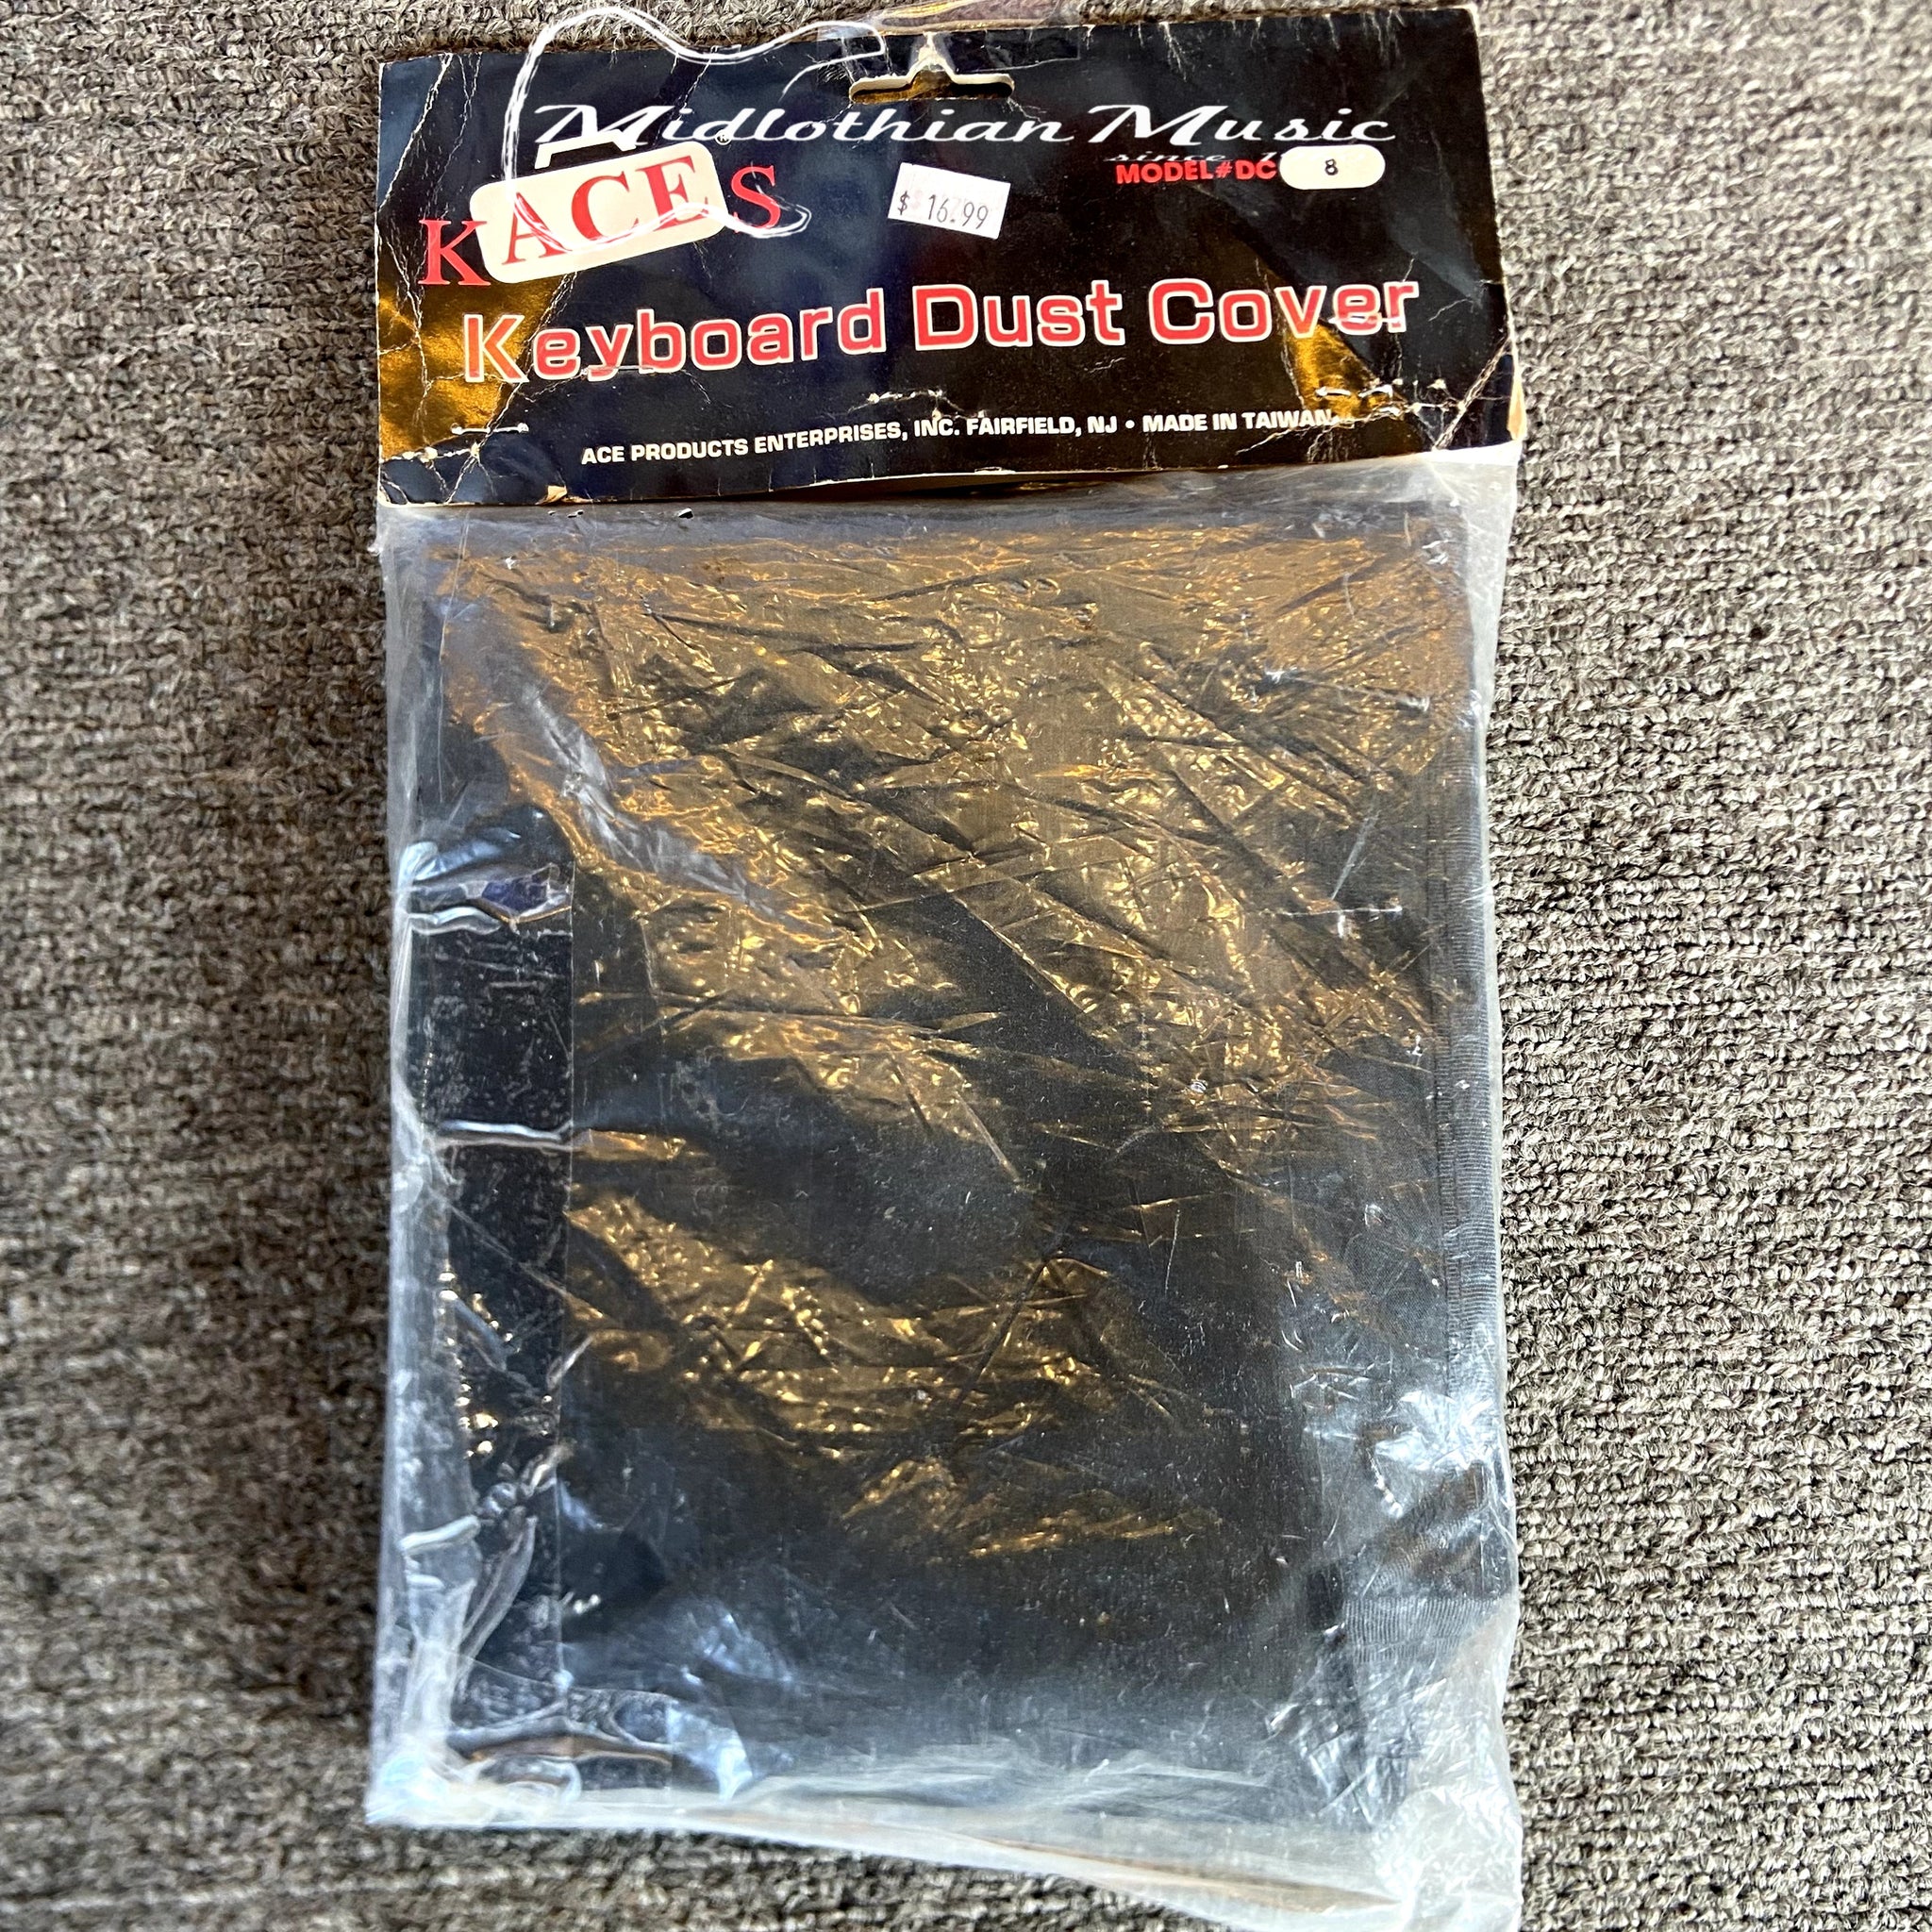 Midlothian Music
since
KACES®
$16.99
MODEL#DC 8
Keyboard Dust Cover
ACE PRODUCTS ENTERPRISES, INC. FAIRFIELD, NJ • MADE IN TAIWAN